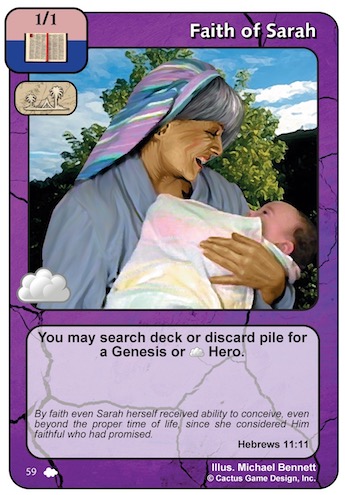 1/1
Faith of Sarah
You may search deck or discard pile for
a Genesis or Hero.
By faith even Sarah herself received ability to conceive, even
beyond the proper time of life, since she considered Him
faithful who had promised.
Hebrews 11:11
59
Illus. Michael Bennett
© Cactus Game Design, Inc.